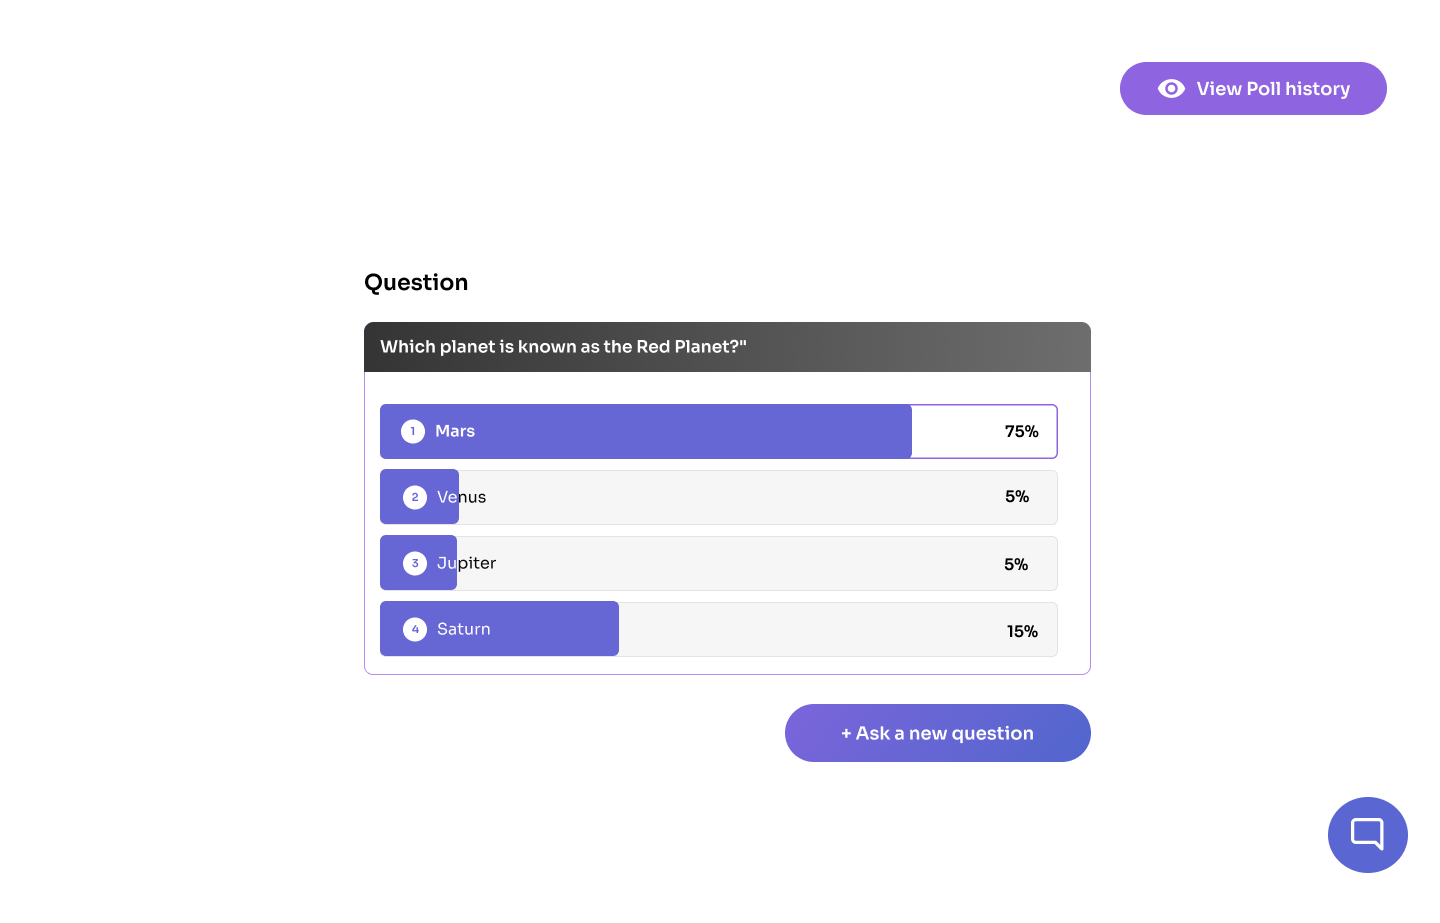 View Poll history
Question
Which planet is known as the Red Planet?"
1 Mars 75%
2 Venus 5%
3 Jupiter 5%
4 Saturn 15%
+ Ask a new question